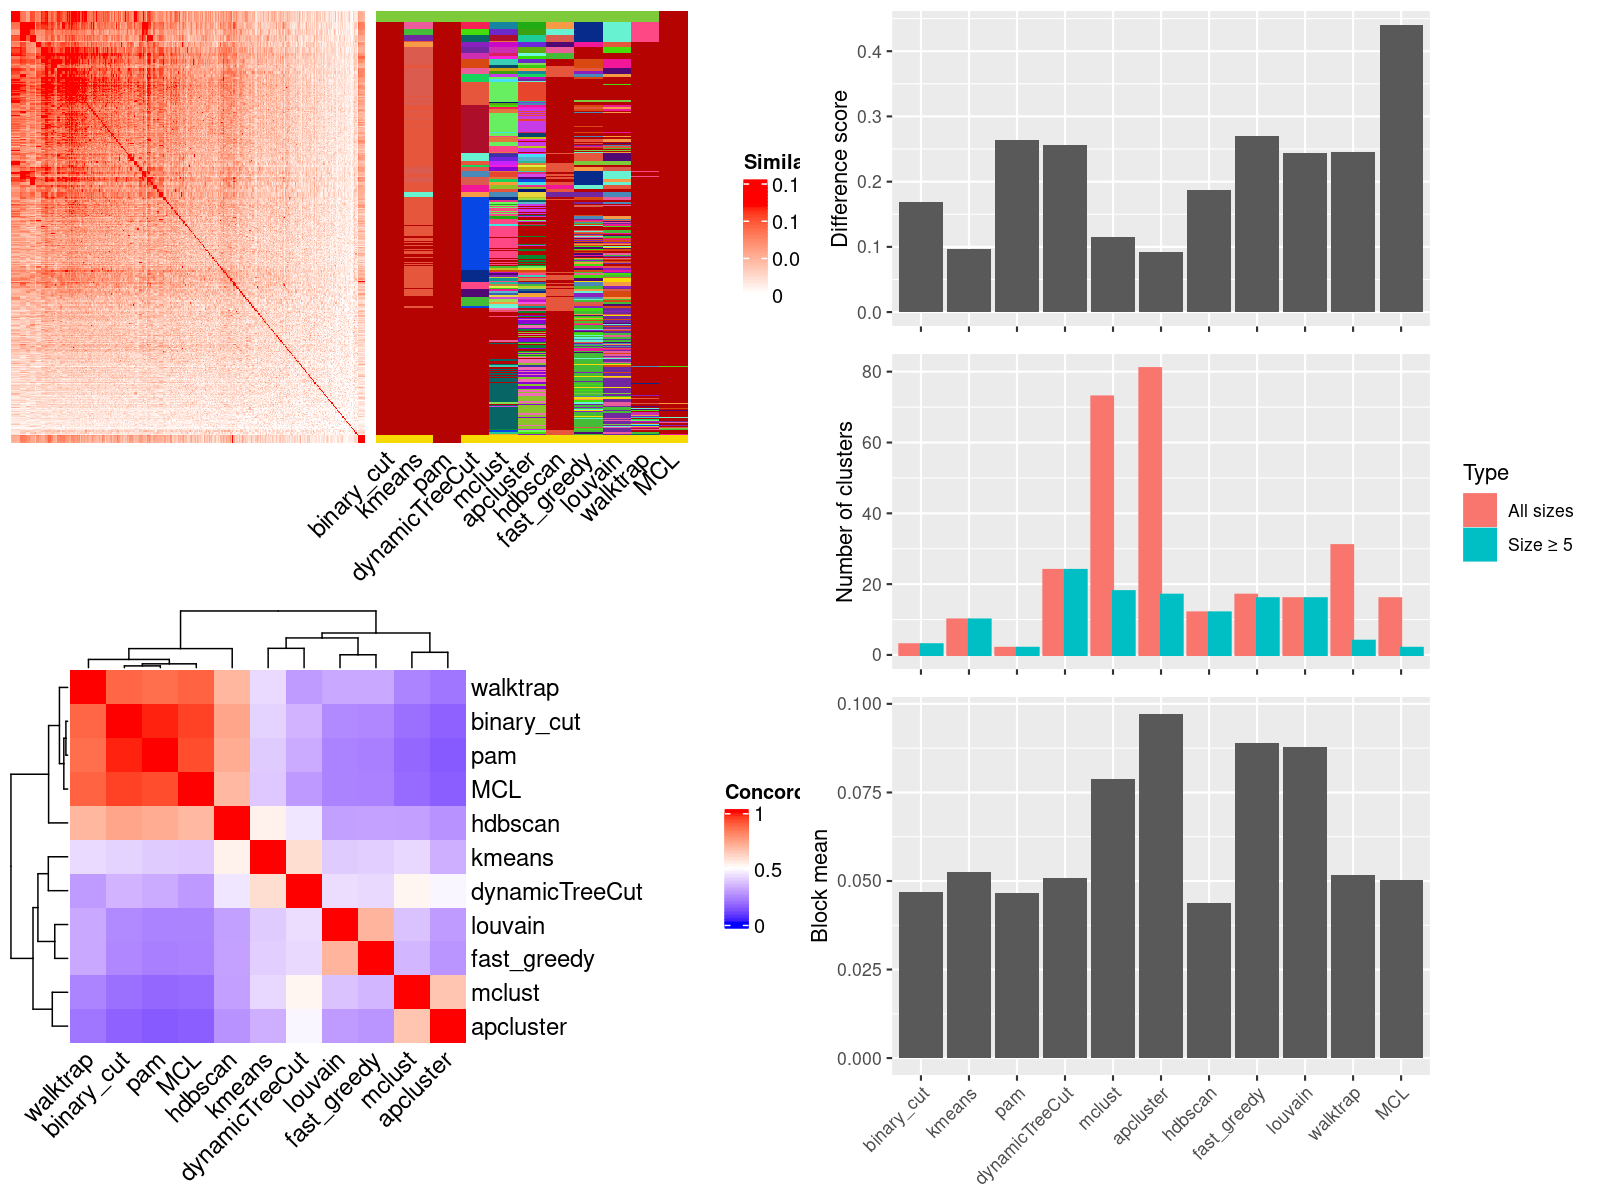 Simila
0.1
0.1
0.0
0
binary_cut
kmeans
pam
dynamicTreeCut
mclust
apcluster
hdbscan
fast_greedy
louvain
walktrap
MCL
walktrap
binary_cut
pam
MCL
hdbscan
kmeans
dynamicTreeCut
louvain
fast_greedy
mclust
apcluster
walktrap
binary_cut
pam
MCL
hdbscan
kmeans
dynamicTreeCut
louvain
fast_greedy
mclust
apcluster
Concord
1
0.5
0
Difference score
0.4
0.3
0.2
0.1
0.0
Number of clusters
80
60
40
20
0
Type
All sizes
Size ≥ 5
Block mean
0.100
0.075
0.050
0.025
0.000
binary_cut
kmeans
pam
dynamicTreeCut
mclust
apcluster
hdbscan
fast_greedy
louvain
walktrap
MCL